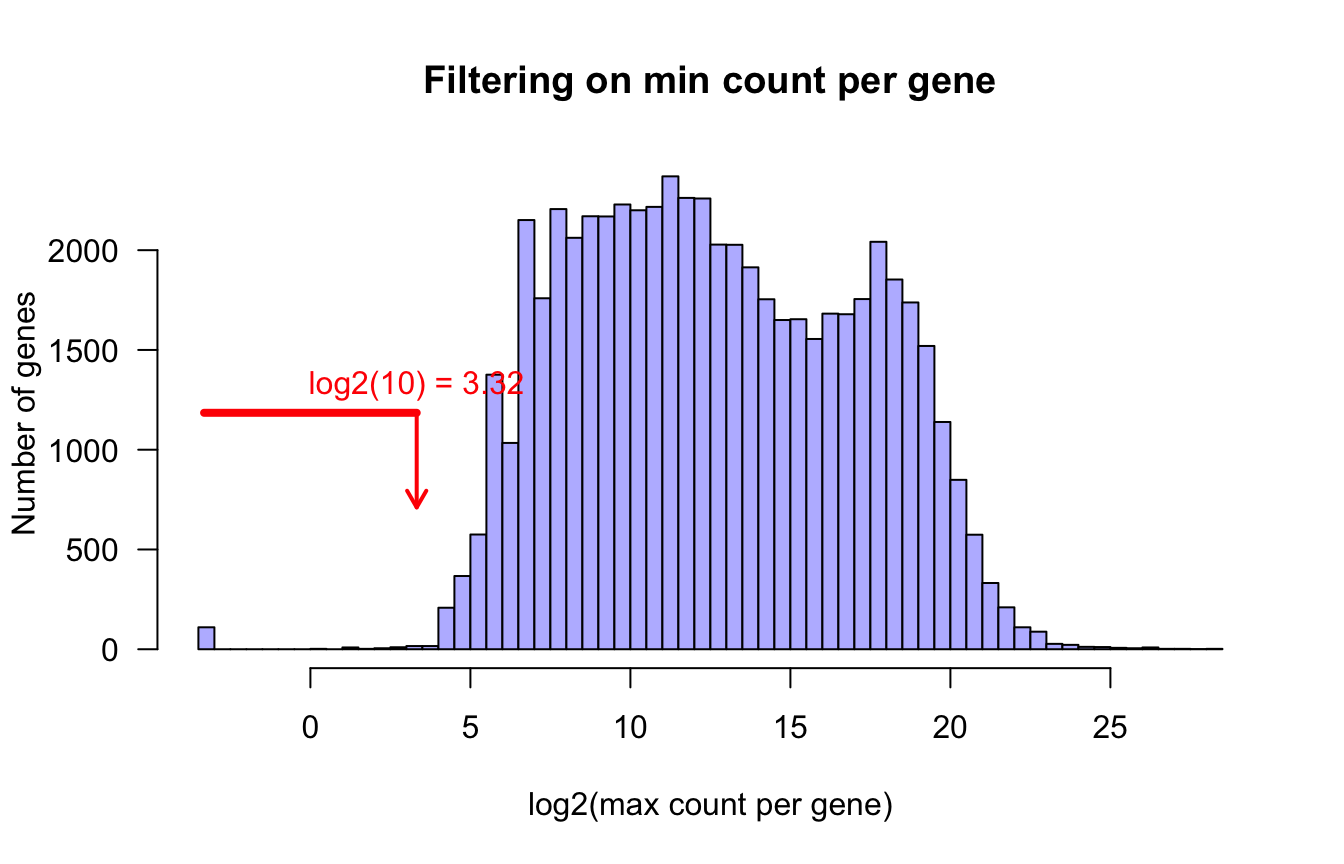 Filtering on min count per gene
Number of genes
2000
1500
1000
500
0
log2(10) = 3.32
0 5 10 15 20 25
log2(max count per gene)